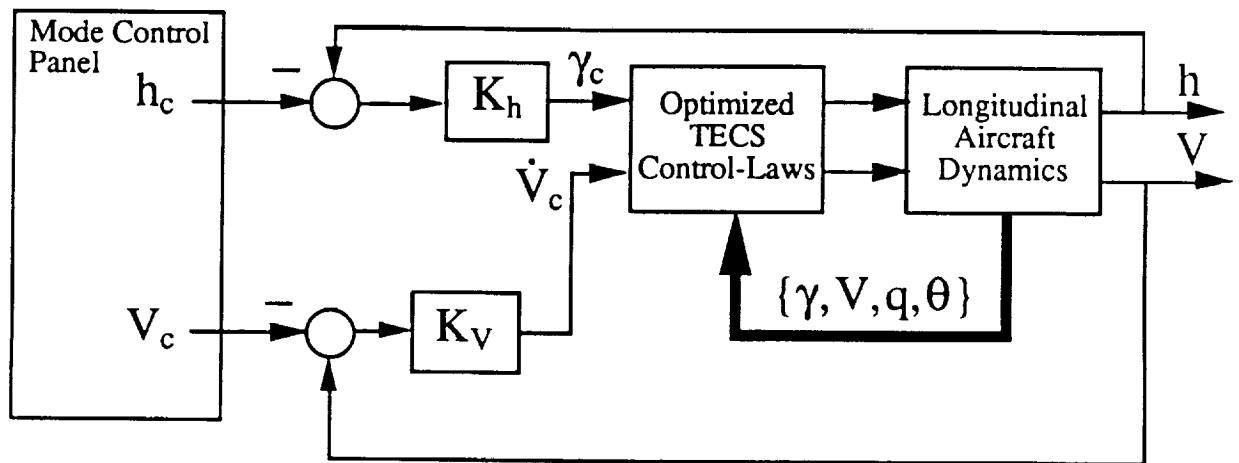 Mode Control
Panel
h_c
−
K_h
γ_c
Optimized
TECS
Control-Laws
Longitudinal
Aircraft
Dynamics
h
V
V̇_c
{γ, V, q, θ}
V_c
−
K_V